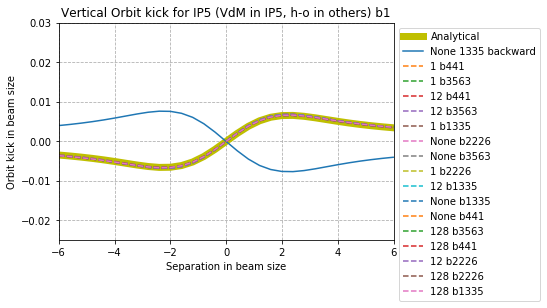 Vertical Orbit kick for IP5 (VdM in IP5, h-o in others) b1
Orbit kick in beam size
0.03
0.02
0.01
0.00
−0.01
−0.02
−6
−4
−2
0
2
4
6
Separation in beam size
Analytical
None 1335 backward
1 b441
1 b3563
12 b441
12 b3563
1 b1335
None b2226
None b3563
1 b2226
12 b1335
None b1335
None b441
128 b3563
128 b441
12 b2226
128 b2226
128 b1335